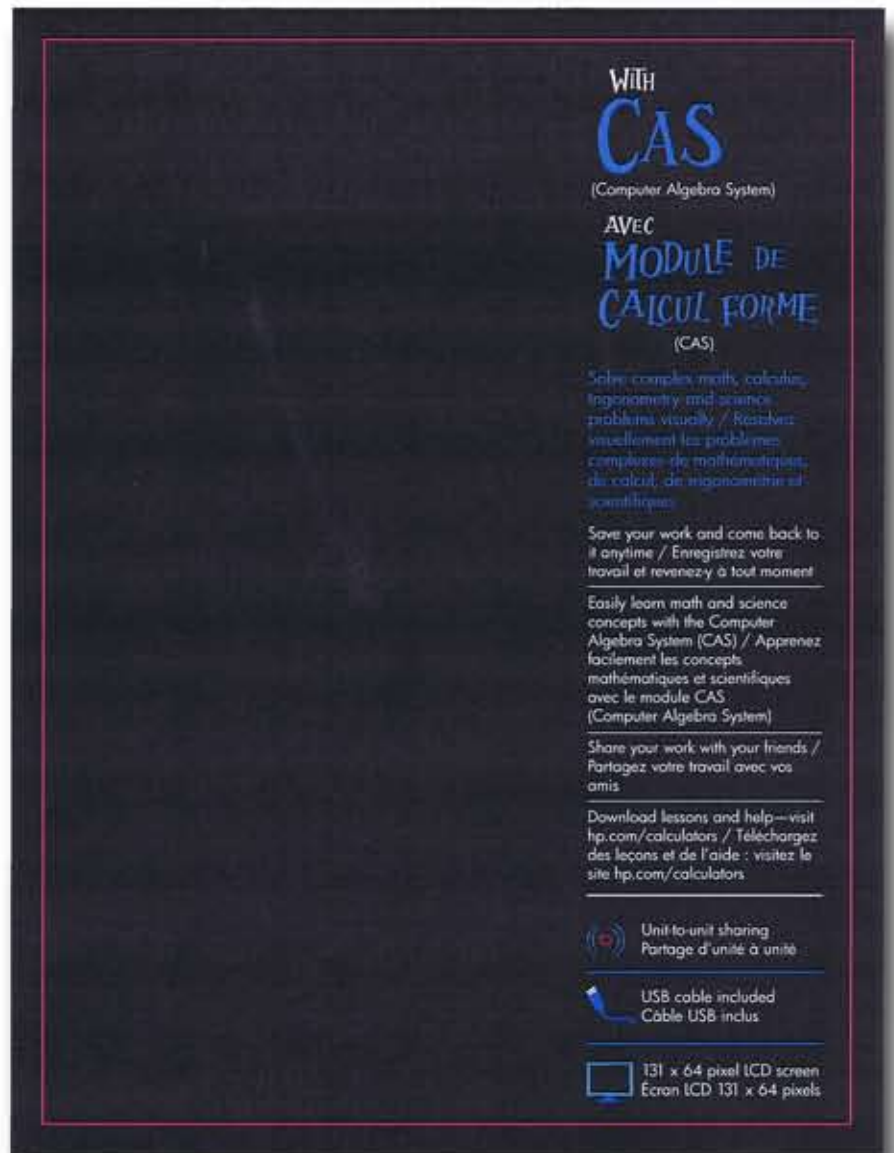 WITH
CAS
(Computer Algebra System)
AVEC
MODULE DE
CALCUL FORME
(CAS)
Solve complex math, calculus,
trigonometry and science
problems visually / Résolvez
visuellement les problèmes
complexes de mathématiques,
de calcul, de trigonométrie et
scientifiques
Save your work and come back to
it anytime / Enregistrez votre
travail et revenez-y à tout moment
Easily learn math and science
concepts with the Computer
Algebra System (CAS) / Apprenez
facilement les concepts
mathématiques et scientifiques
avec le module CAS
(Computer Algebra System)
Share your work with your friends /
Partagez votre travail avec vos
amis
Download lessons and help—visit
hp.com/calculators / Téléchargez
des leçons et de l'aide : visitez le
site hp.com/calculators
Unit-to-unit sharing
Partage d'unité à unité
USB cable included
Câble USB inclus
131 x 64 pixel LCD screen
Écran LCD 131 x 64 pixels